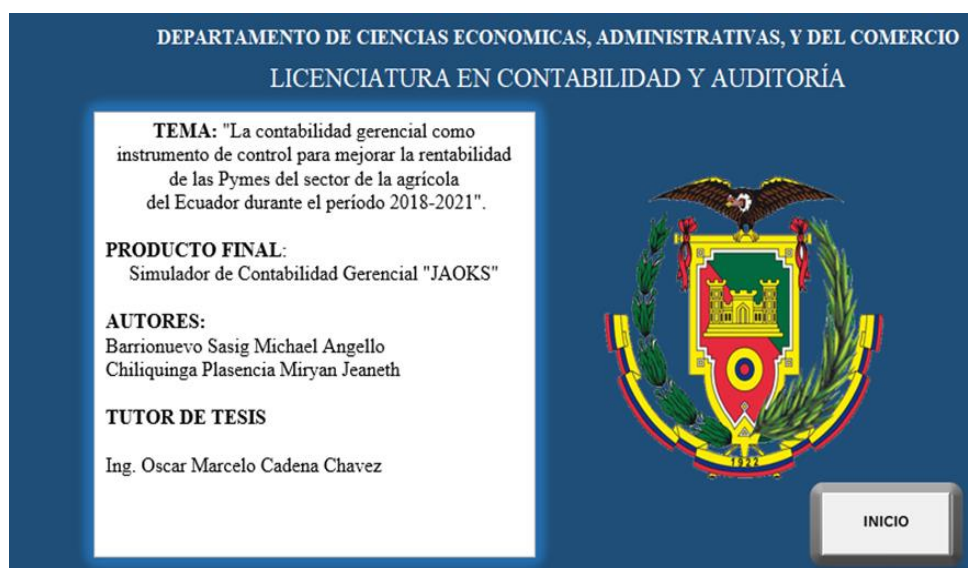 DEPARTAMENTO DE CIENCIAS ECONOMICAS, ADMINISTRATIVAS, Y DEL COMERCIO
LICENCIATURA EN CONTABILIDAD Y AUDITORÍA
TEMA: "La contabilidad gerencial como
instrumento de control para mejorar la rentabilidad
de las Pymes del sector de la agrícola
del Ecuador durante el período 2018-2021".
PRODUCTO FINAL:
Simulador de Contabilidad Gerencial "JAOKS"
AUTORES:
Barrionuevo Sasig Michael Angello
Chiliquinga Plasencia Miryan Jeaneth
TUTOR DE TESIS
Ing. Oscar Marcelo Cadena Chavez
1922
INICIO